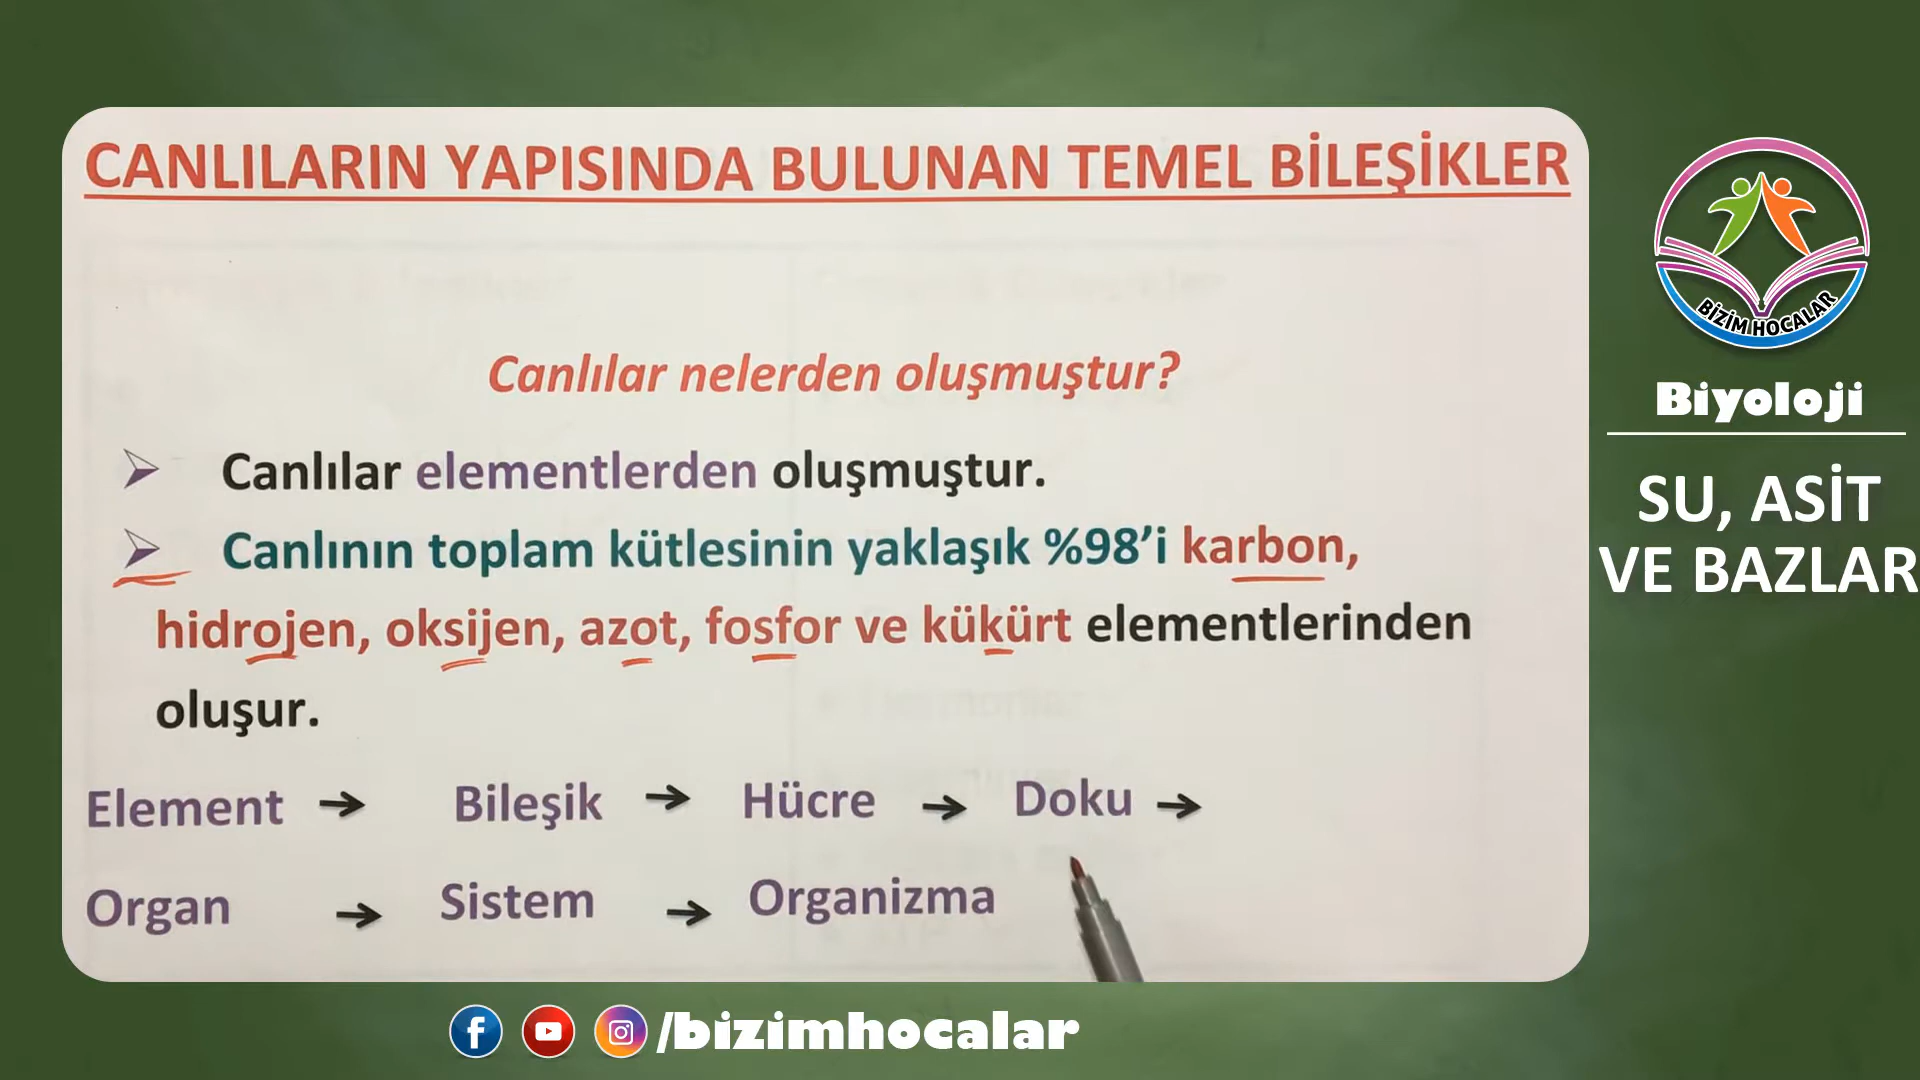 CANLILARIN YAPISINDA BULUNAN TEMEL BİLEŞİKLER
Canlılar nelerden oluşmuştur?
Canlılar elementlerden oluşmuştur.
Canlının toplam kütlesinin yaklaşık %98’i karbon,
hidrojen, oksijen, azot, fosfor ve kükürt elementlerinden
oluşur.
Element → Bileşik → Hücre → Doku →
Organ → Sistem → Organizma
BİZİM HOCALAR
Biyoloji
SU, ASİT
VE BAZLAR
/bizimhocalar